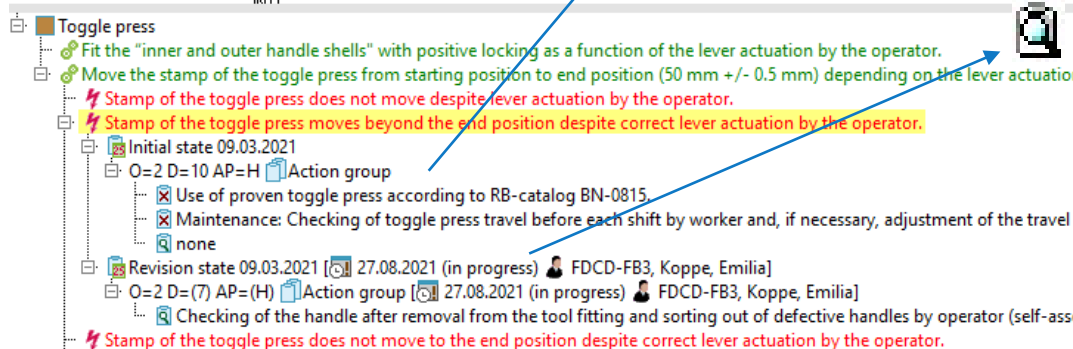 Toggle press
Fit the "inner and outer handle shells" with positive locking as a function of the lever actuation by the operator.
Move the stamp of the toggle press from starting position to end position (50 mm +/- 0.5 mm) depending on the lever actuatio
Stamp of the toggle press does not move despite lever actuation by the operator.
Stamp of the toggle press moves beyond the end position despite correct lever actuation by the operator.
Initial state 09.03.2021
O=2 D=10 AP=H Action group
Use of proven toggle press according to RB-catalog BN-0815.
Maintenance: Checking of toggle press travel before each shift by worker and, if necessary, adjustment of the travel
none
Revision state 09.03.2021 [27.08.2021 (in progress) FDCD-FB3, Koppe, Emilia]
O=2 D=(7) AP=(H) Action group [27.08.2021 (in progress) FDCD-FB3, Koppe, Emilia]
Checking of the handle after removal from the tool fitting and sorting out of defective handles by operator (self-ass
Stamp of the toggle press does not move to the end position despite correct lever actuation by the operator.